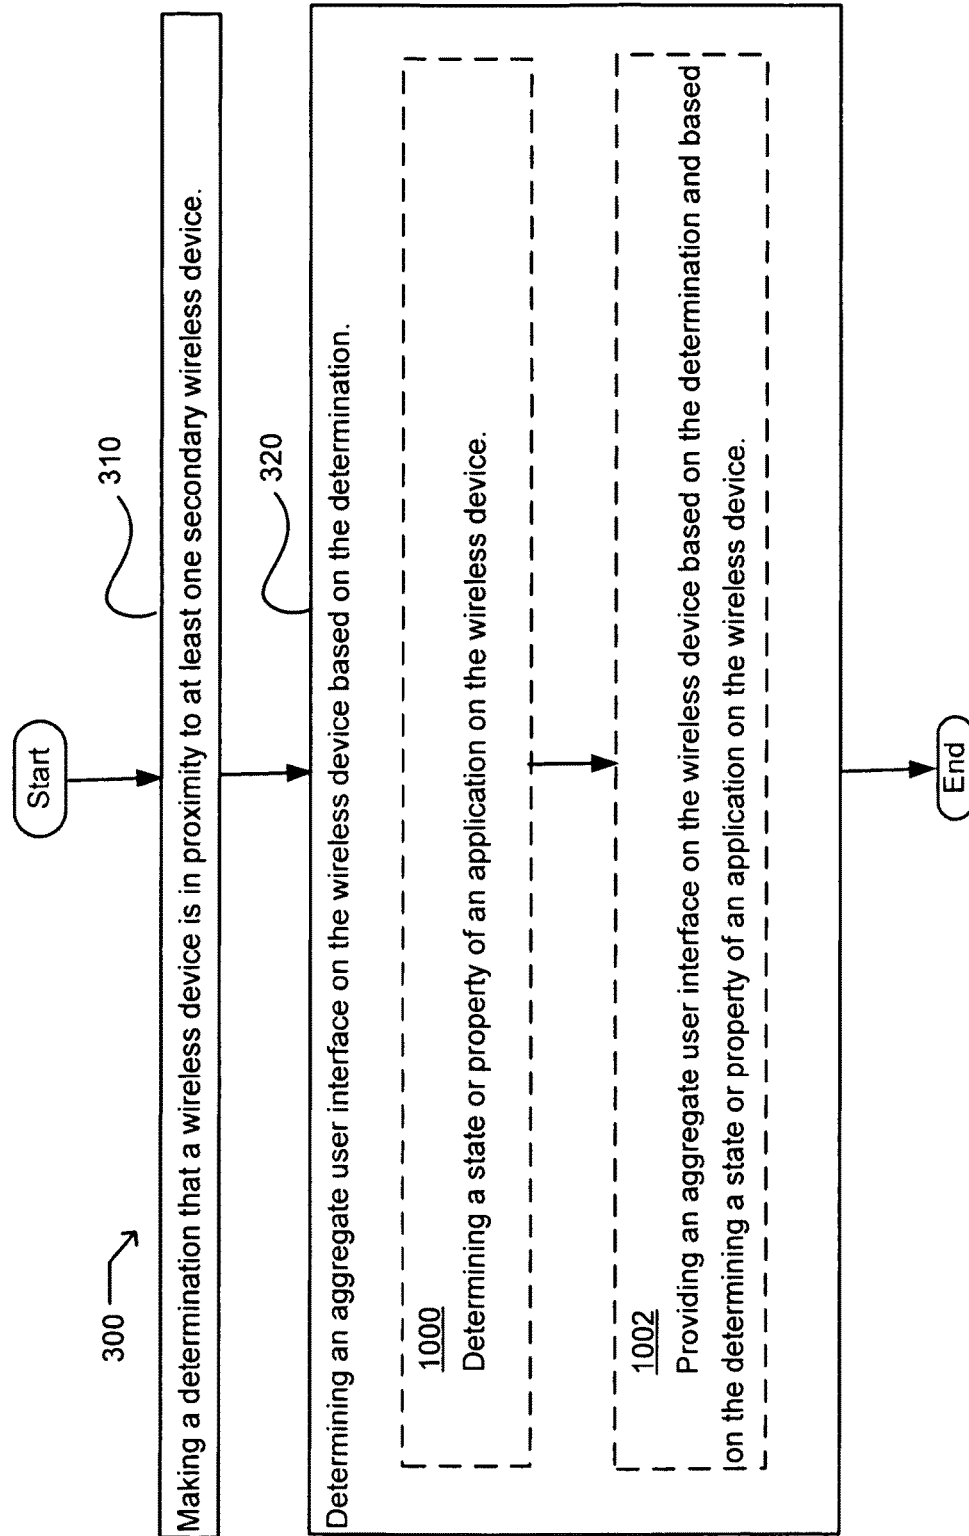 Start
300
310
Making a determination that a wireless device is in proximity to at least one secondary wireless device.
320
Determining an aggregate user interface on the wireless device based on the determination.
1000
Determining a state or property of an application on the wireless device.
1002
Providing an aggregate user interface on the wireless device based on the determination and based
on the determining a state or property of an application on the wireless device.
End